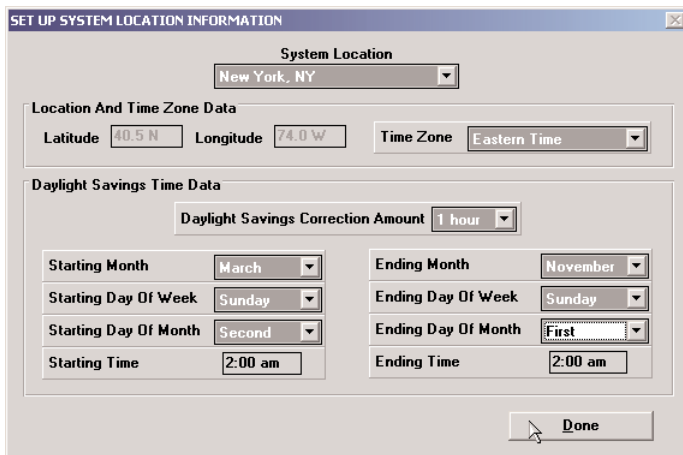 SET UP SYSTEM LOCATION INFORMATION
System Location
New York, NY
Location And Time Zone Data
Latitude 40.5 N Longitude 74.0 W Time Zone Eastern Time
Daylight Savings Time Data
Daylight Savings Correction Amount 1 hour
Starting Month March
Starting Day Of Week Sunday
Starting Day Of Month Second
Starting Time 2:00 am
Ending Month November
Ending Day Of Week Sunday
Ending Day Of Month First
Ending Time 2:00 am
Done